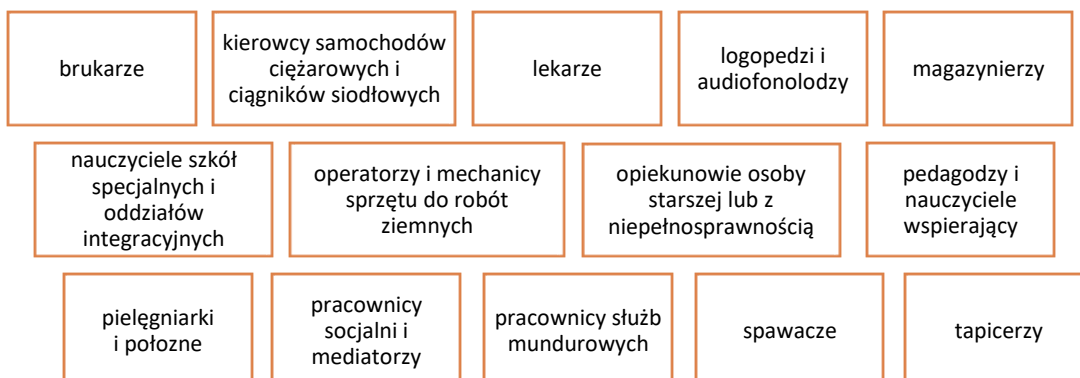 brukarze
kierowcy samochodów
ciężarowych i
ciągników siodłowych
lekarze
logopedzi i
audiofonolodzy
magazynierzy
nauczyciele szkół
specjalnych i
oddziałów
integracyjnych
operatorzy i mechanicy
sprzętu do robót
ziemnych
opiekunowie osoby
starszej lub z
niepełnosprawnością
pedagodzy i
nauczyciele
wspierający
pielęgniarki
i położne
pracownicy
socjalni i
mediatorzy
pracownicy służb
mundurowych
spawacze
tapicerzy